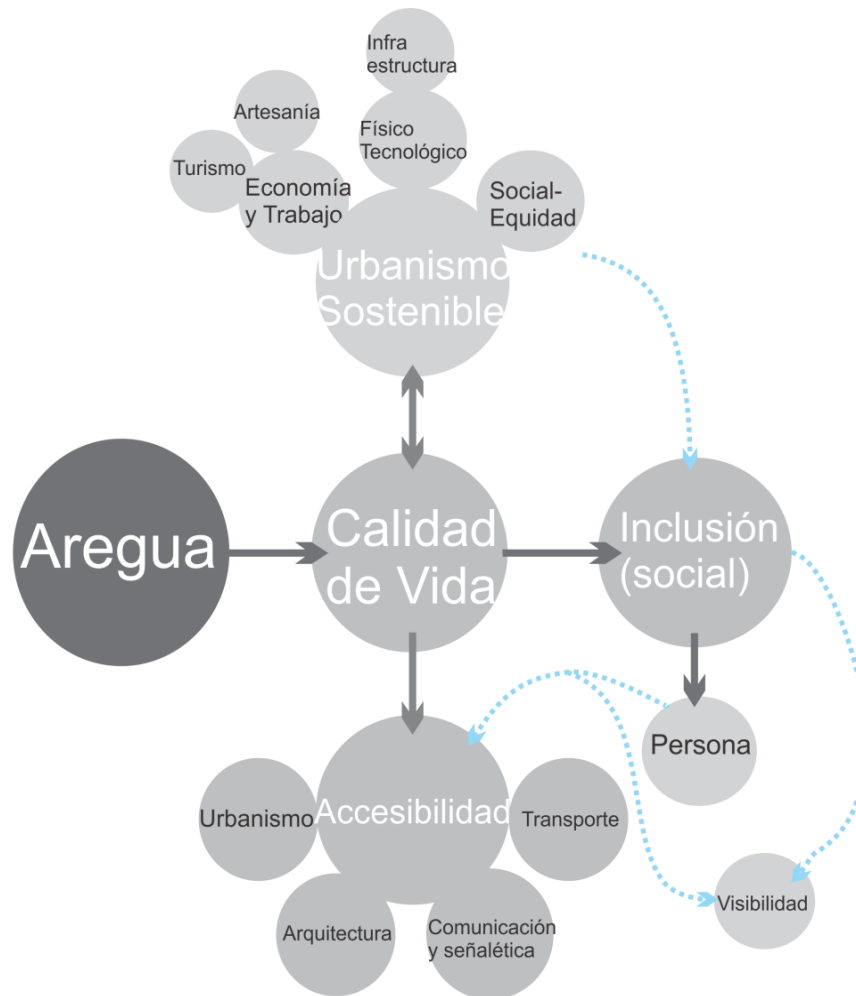 Infra
estructura
Artesanía
Físico
Tecnológico
Turismo
Economía
y Trabajo
Social-
Equidad
Urbanismo
Sostenible
Aregua
Calidad
de Vida
Inclusión
(social)
Persona
Urbanismo
Accesibilidad
Transporte
Visibilidad
Arquitectura
Comunicación
y señalética